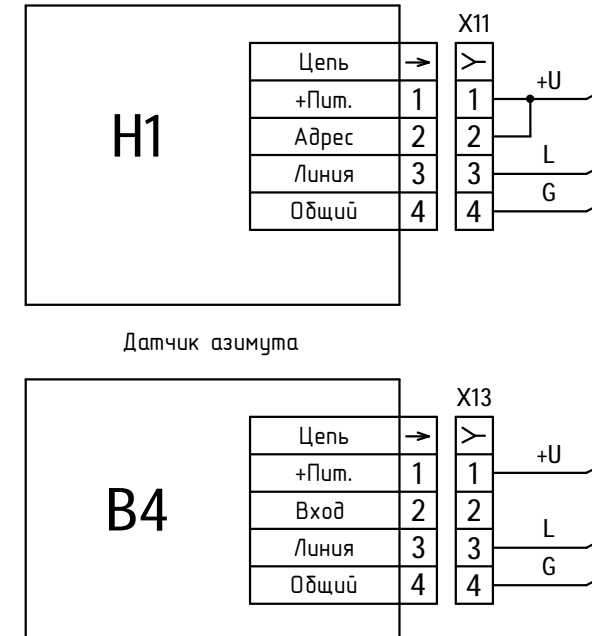 X11
Цепь
+U
+Пит. 1 1
H1
Адрес 2 2
L
Линия 3 3
G
Общий 4 4
Датчик азимута
X13
Цепь
+U
+Пит. 1 1
B4
Вход 2 2
L
Линия 3 3
G
Общий 4 4